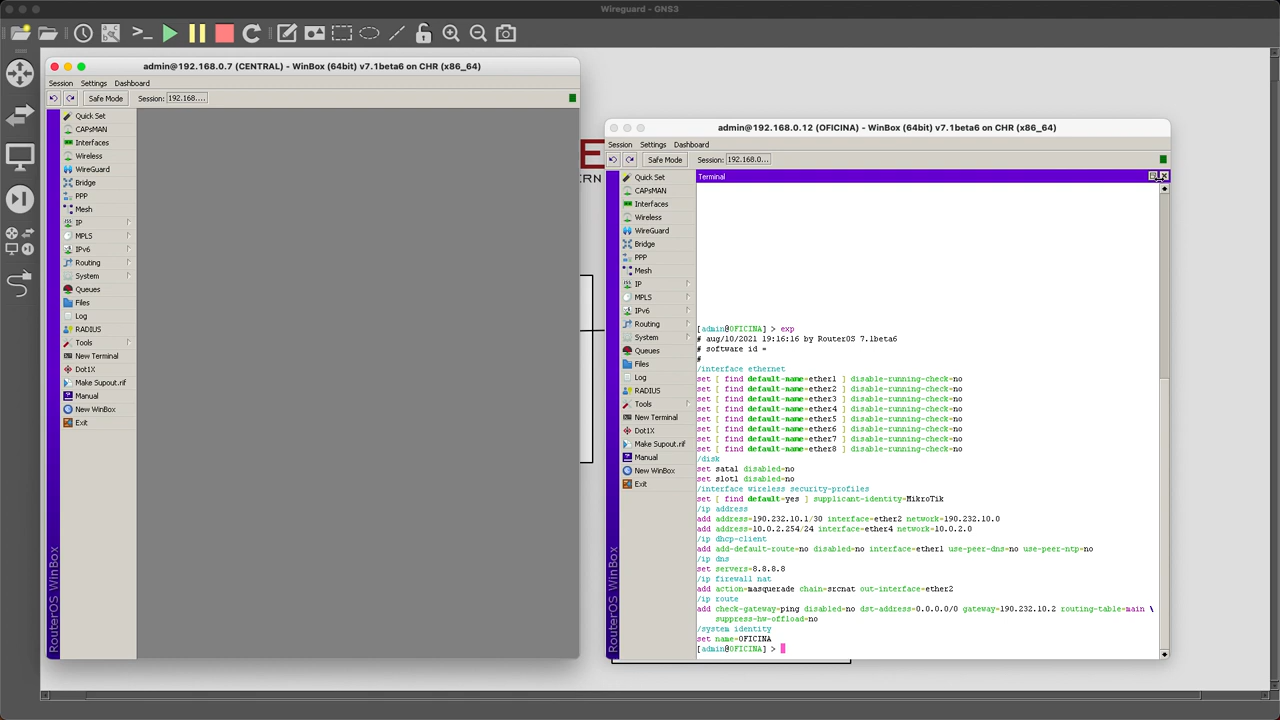 Wireguard - GNS3
admin@192.168.0.7 (CENTRAL) - WinBox (64bit) v7.1beta6 on CHR (x86_64)
Session Settings Dashboard
Safe Mode Session: 192.168....
Quick Set
CAPsMAN
Interfaces
Wireless
WireGuard
Bridge
PPP
Mesh
IP
MPLS
IPv6
Routing
System
Queues
Files
Log
RADIUS
Tools
New Terminal
Dot1X
Make Supout.rif
Manual
New WinBox
Exit
RouterOS WinBox
E
ERN
admin@192.168.0.12 (OFICINA) - WinBox (64bit) v7.1beta6 on CHR (x86_64)
Session Settings Dashboard
Safe Mode Session: 192.168.0...
Quick Set
CAPsMAN
Interfaces
Wireless
WireGuard
Bridge
PPP
Mesh
IP
MPLS
IPv6
Routing
System
Queues
Files
Log
RADIUS
Tools
New Terminal
Dot1X
Make Supout.rif
Manual
New WinBox
Exit
RouterOS WinBox
Terminal
[admin@OFICINA] > exp
# aug/10/2021 19:16:16 by RouterOS 7.1beta6
# software id =
#
/interface ethernet
set [ find default-name=ether1 ] disable-running-check=no
set [ find default-name=ether2 ] disable-running-check=no
set [ find default-name=ether3 ] disable-running-check=no
set [ find default-name=ether4 ] disable-running-check=no
set [ find default-name=ether5 ] disable-running-check=no
set [ find default-name=ether6 ] disable-running-check=no
set [ find default-name=ether7 ] disable-running-check=no
set [ find default-name=ether8 ] disable-running-check=no
/disk
set sata1 disabled=no
set slot1 disabled=no
/interface wireless security-profiles
set [ find default=yes ] supplicant-identity=MikroTik
/ip address
add address=190.232.10.1/30 interface=ether2 network=190.232.10.0
add address=10.0.2.254/24 interface=ether4 network=10.0.2.0
/ip dhcp-client
add add-default-route=no disabled=no interface=ether1 use-peer-dns=no use-peer-ntp=no
/ip dns
set servers=8.8.8.8
/ip firewall nat
add action=masquerade chain=srcnat out-interface=ether2
/ip route
add check-gateway=ping disabled=no dst-address=0.0.0.0/0 gateway=190.232.10.2 routing-table=main \
suppress-hw-offload=no
/system identity
set name=OFICINA
[admin@OFICINA] >